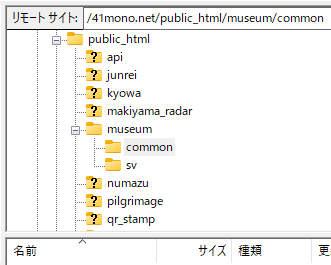 リモート サイト: /41mono.net/public_html/museum/common
public_html
api
junrei
kyowa
makiyama_radar
museum
common
sv
numazu
pilgrimage
qr_stamp
名前 サイズ 種類